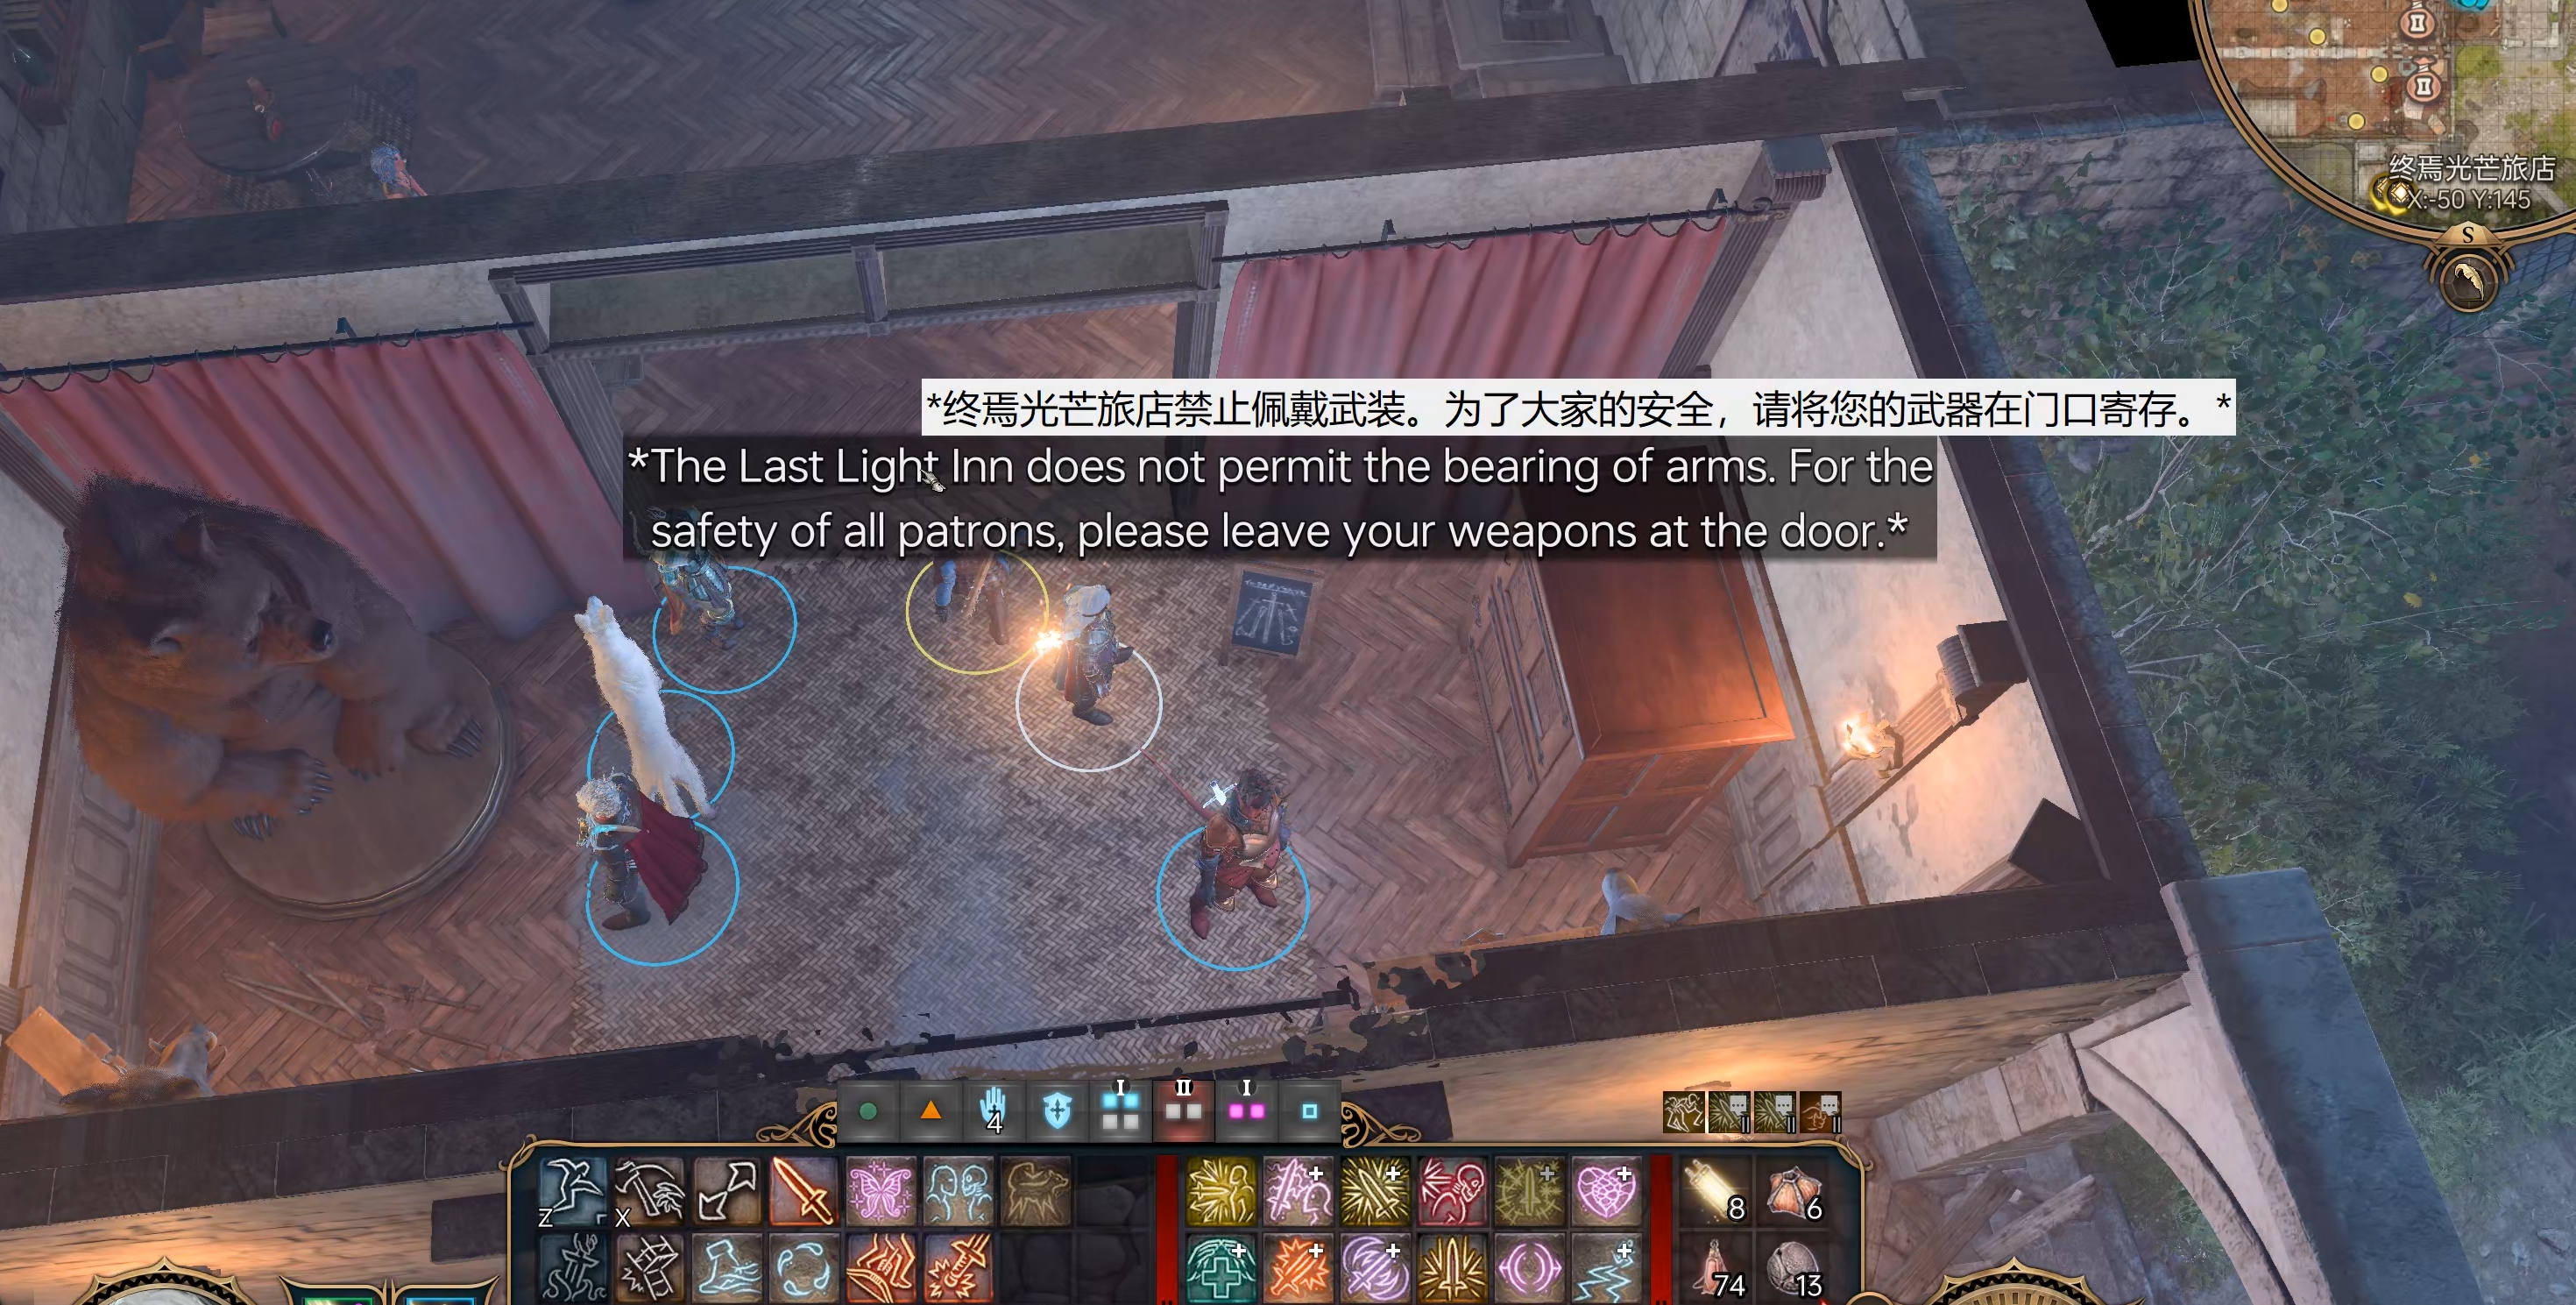 终焉光芒旅店
X:-50 Y:145
S
*终焉光芒旅店禁止佩戴武装。为了大家的安全，请将您的武器在门口寄存。*
*The Last Light Inn does not permit the bearing of arms. For the
safety of all patrons, please leave your weapons at the door.*
4
I
II
I
Z
X
8
6
74
13